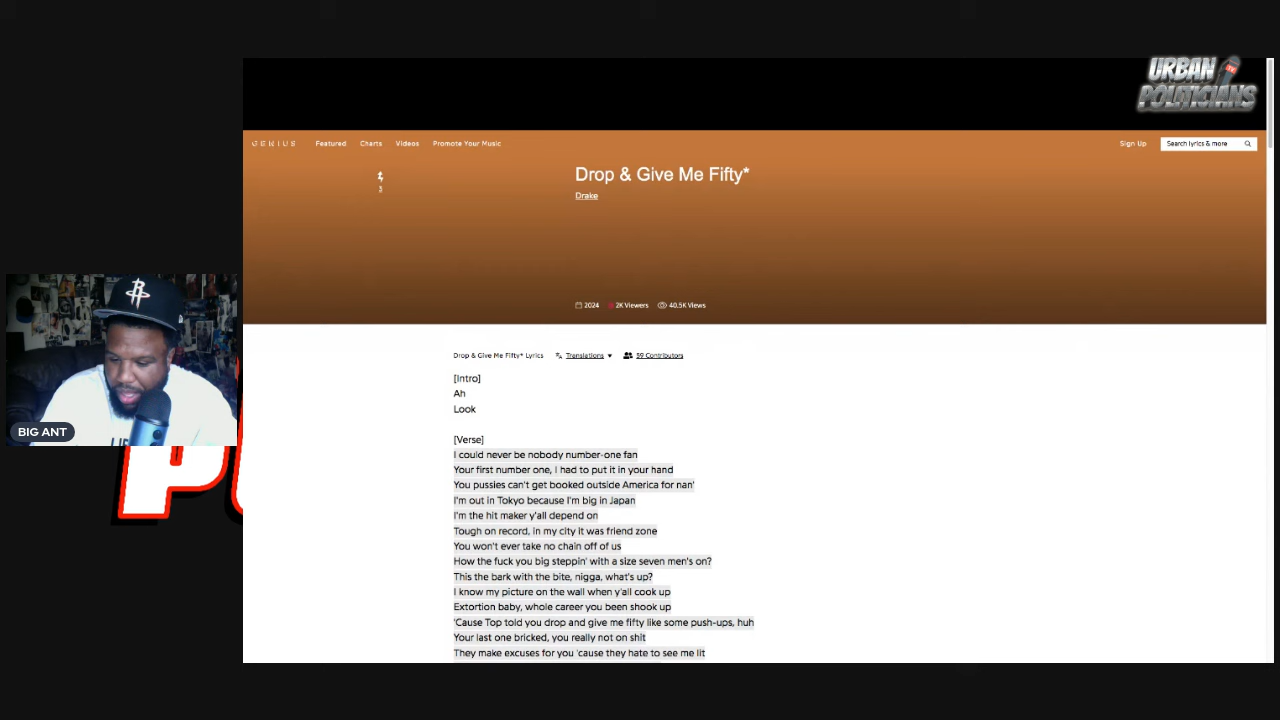 URBAN
POLITICIANS
GENIUS
Featured
Charts
Videos
Promote Your Music
Sign Up
Search lyrics & more
3
Drop & Give Me Fifty*
Drake
2024
2K Viewers
40.5K Views
Drop & Give Me Fifty* Lyrics
Translations
59 Contributors
[Intro]
Ah
Look
[Verse]
I could never be nobody number-one fan
Your first number one, I had to put it in your hand
You pussies can't get booked outside America for nan'
I'm out in Tokyo because I'm big in Japan
I'm the hit maker y'all depend on
Tough on record, in my city it was friend zone
You won't ever take no chain off of us
How the fuck you big steppin' with a size seven men's on?
This the bark with the bite, nigga, what's up?
I know my picture on the wall when y'all cook up
Extortion baby, whole career you been shook up
'Cause Top told you drop and give me fifty like some push-ups, huh
Your last one bricked, you really not on shit
They make excuses for you 'cause they hate to see me lit
BIG ANT